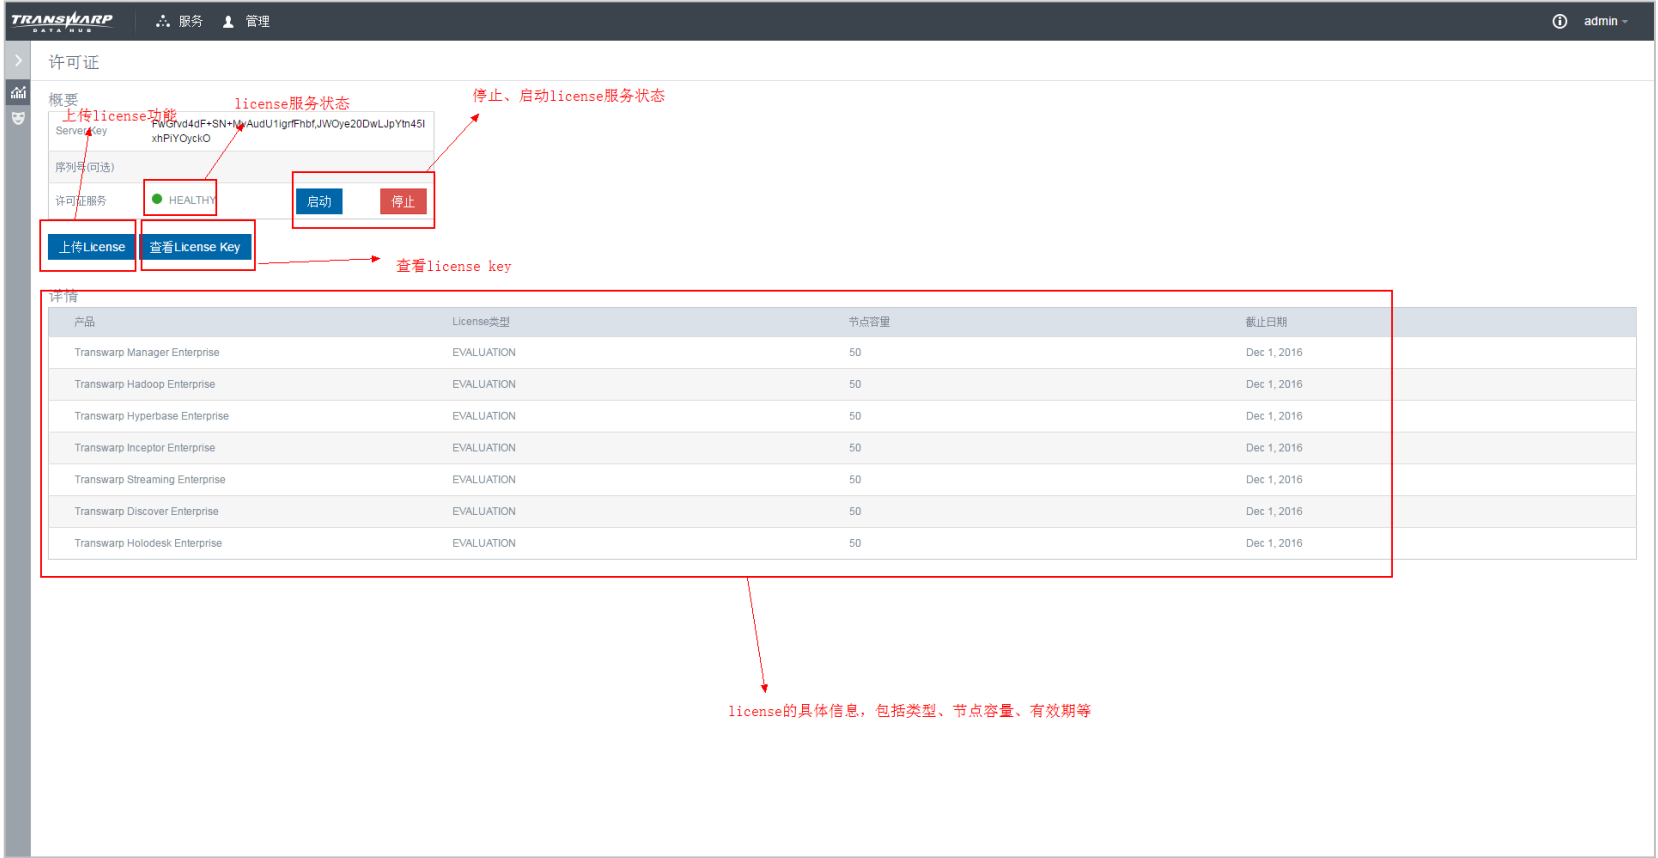 TRANSWARP
DATA HUB
服务
管理
admin
许可证
概要
上传license功能
license服务状态
停止、启动license服务状态
Server Key
FwGrvd4dF+SN+MyAudU1igrfFhbf,JWOye20DwLJpYtn45I
xhPiYOyckO
序列号(可选)
许可证服务
HEALTHY
启动
停止
上传License
查看License Key
查看license key
详情
产品 License类型 节点容量 截止日期
Transwarp Manager Enterprise EVALUATION 50 Dec 1, 2016
Transwarp Hadoop Enterprise EVALUATION 50 Dec 1, 2016
Transwarp Hyperbase Enterprise EVALUATION 50 Dec 1, 2016
Transwarp Inceptor Enterprise EVALUATION 50 Dec 1, 2016
Transwarp Streaming Enterprise EVALUATION 50 Dec 1, 2016
Transwarp Discover Enterprise EVALUATION 50 Dec 1, 2016
Transwarp Holodesk Enterprise EVALUATION 50 Dec 1, 2016
license的具体信息，包括类型、节点容量、有效期等